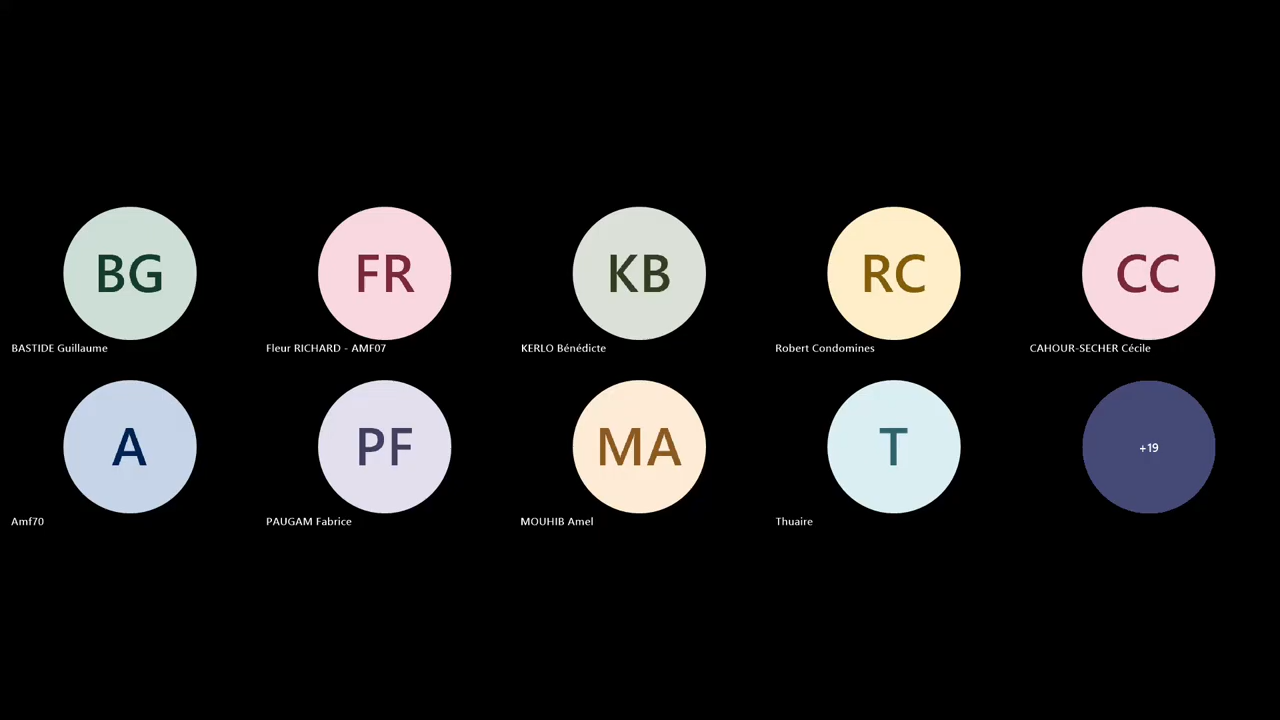 BG
FR
KB
RC
CC
BASTIDE Guillaume
Fleur RICHARD - AMF07
KERLO Bénédicte
Robert Condomines
CAHOUR-SECHER Cécile
A
PF
MA
T
+19
Amf70
PAUGAM Fabrice
MOUHIB Amel
Thuaire